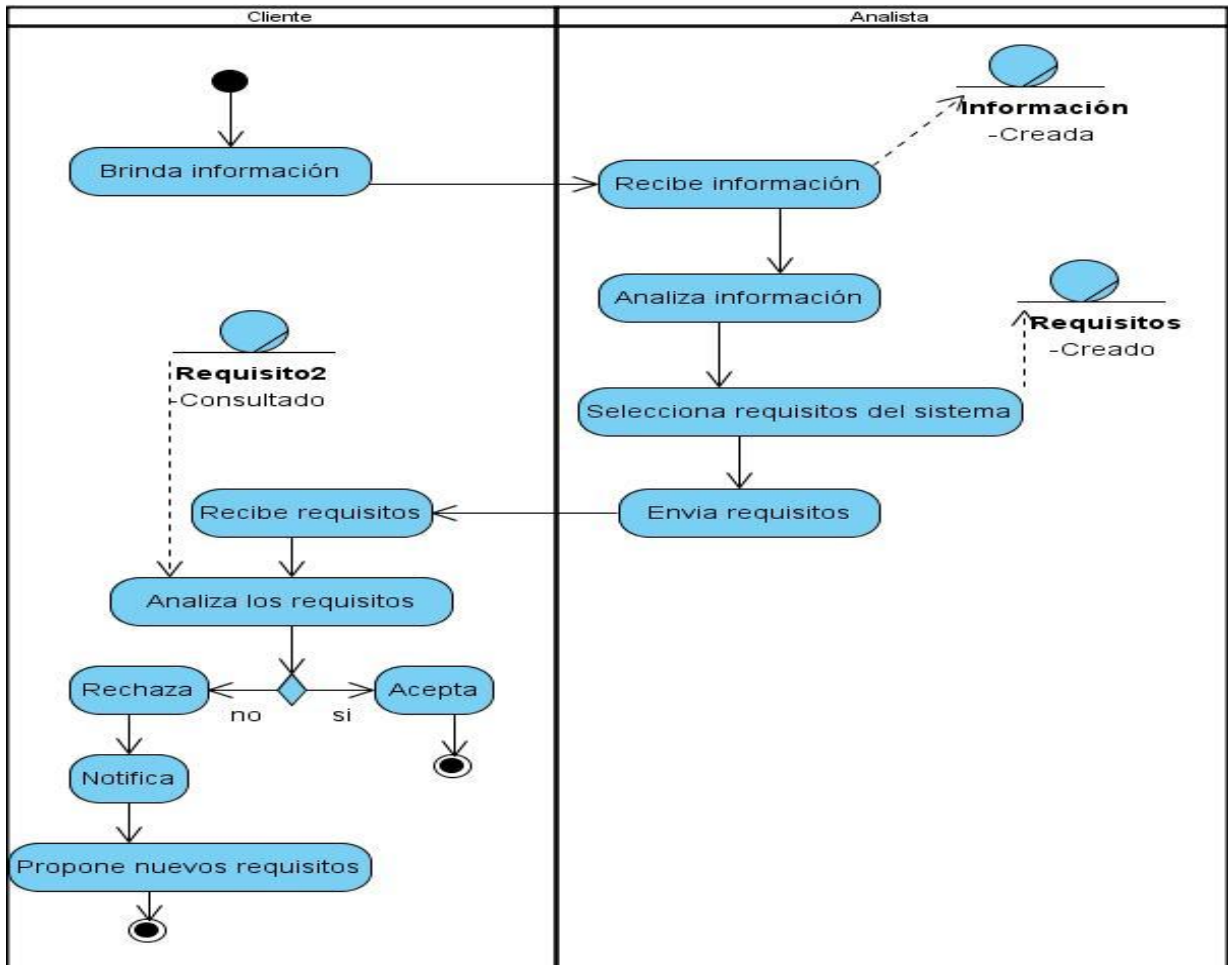 Cliente
Analista
Información
-Creada
Brinda información
Recibe información
Analiza información
Requisitos
-Creado
Requisito2
-Consultado
Selecciona requisitos del sistema
Recibe requisitos
Envia requisitos
Analiza los requisitos
Rechaza
Acepta
no
si
Notifica
Propone nuevos requisitos